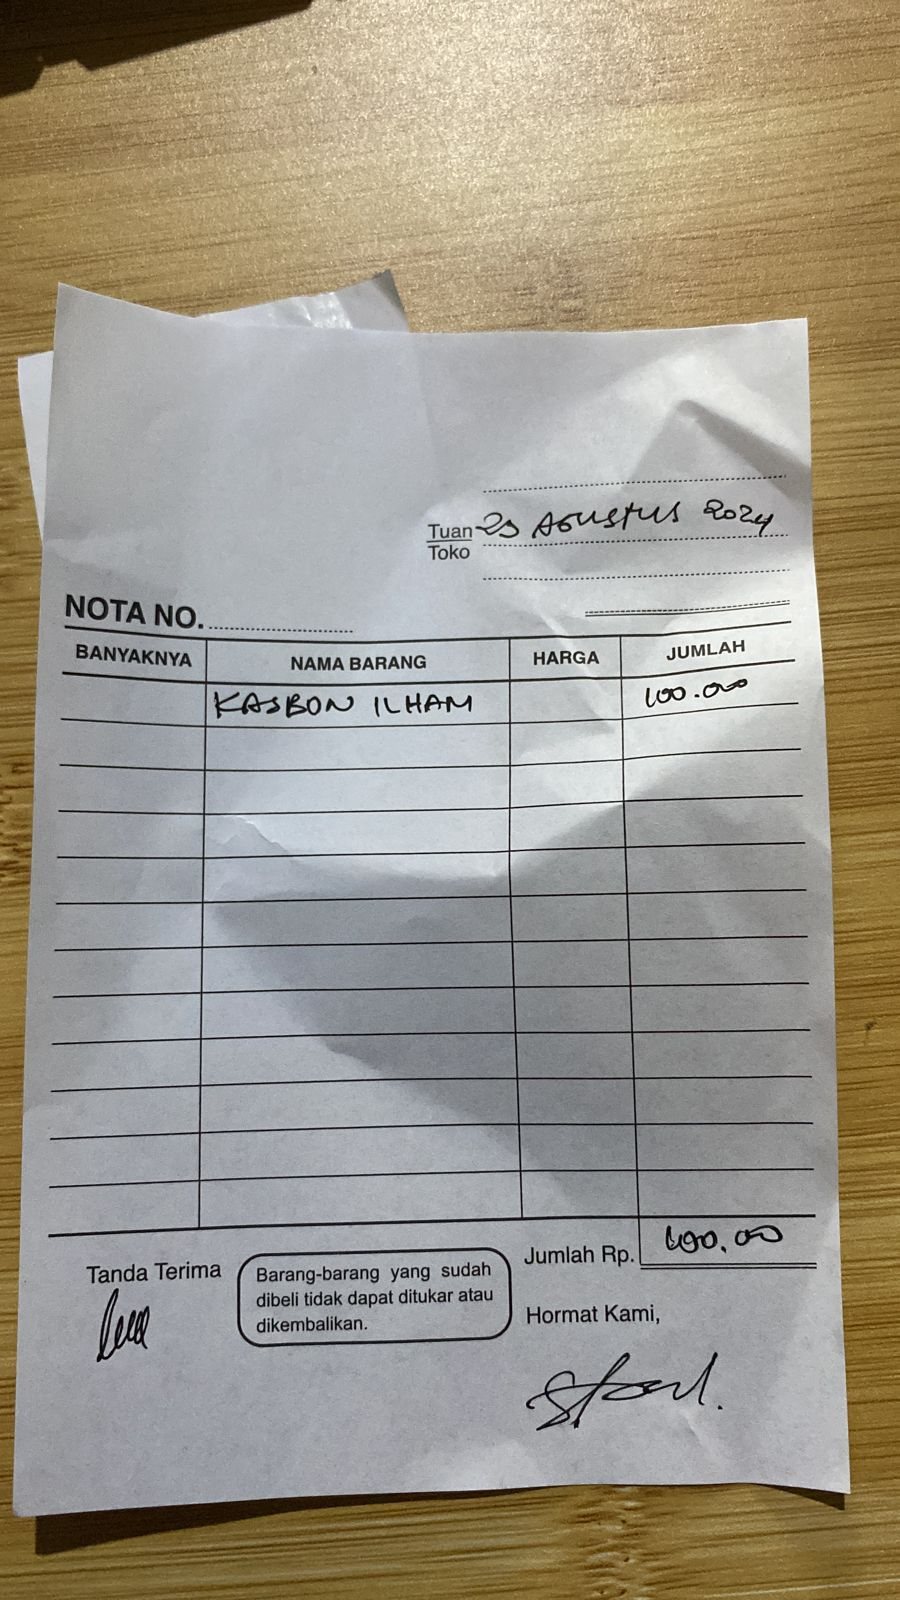 Tuan
Toko
AGUSTUS 2024
NOTA NO.
BANYAKNYA NAMA BARANG HARGA JUMLAH
KASBON ILHAM 100.000
Jumlah Rp. 100.000
Tanda Terima
Barang-barang yang sudah
dibeli tidak dapat ditukar atau
dikembalikan.
Hormat Kami,